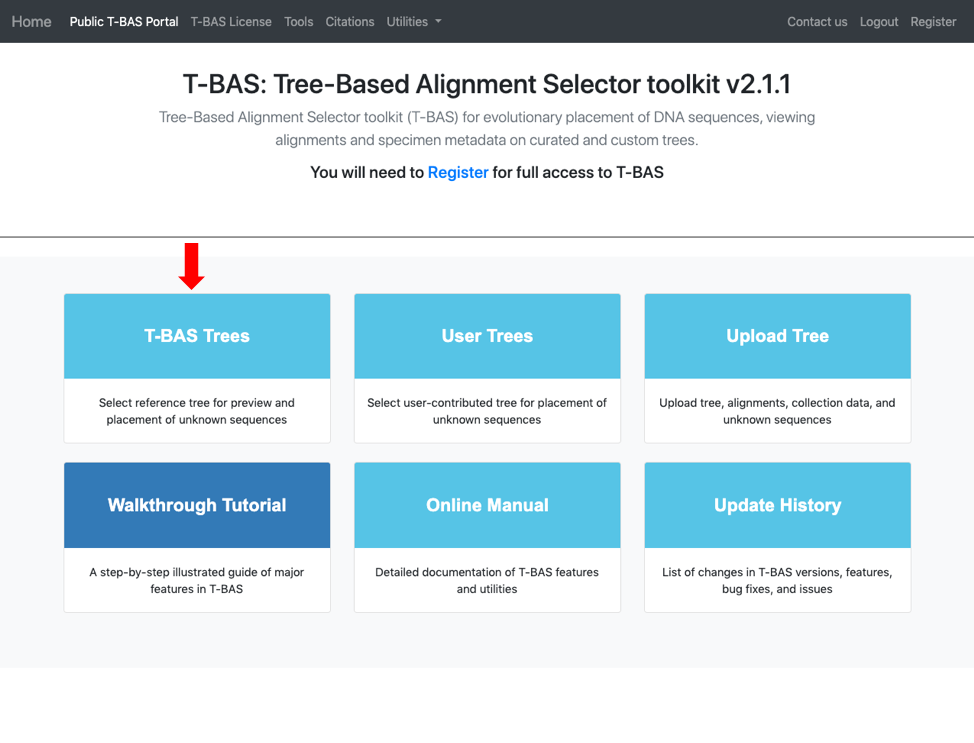 Home Public T-BAS Portal T-BAS License Tools Citations Utilities Contact us Logout Register
T-BAS: Tree-Based Alignment Selector toolkit v2.1.1
Tree-Based Alignment Selector toolkit (T-BAS) for evolutionary placement of DNA sequences, viewing
alignments and specimen metadata on curated and custom trees.
You will need to Register for full access to T-BAS
T-BAS Trees
Select reference tree for preview and
placement of unknown sequences
User Trees
Select user-contributed tree for placement of
unknown sequences
Upload Tree
Upload tree, alignments, collection data, and
unknown sequences
Walkthrough Tutorial
A step-by-step illustrated guide of major
features in T-BAS
Online Manual
Detailed documentation of T-BAS features
and utilities
Update History
List of changes in T-BAS versions, features,
bug fixes, and issues